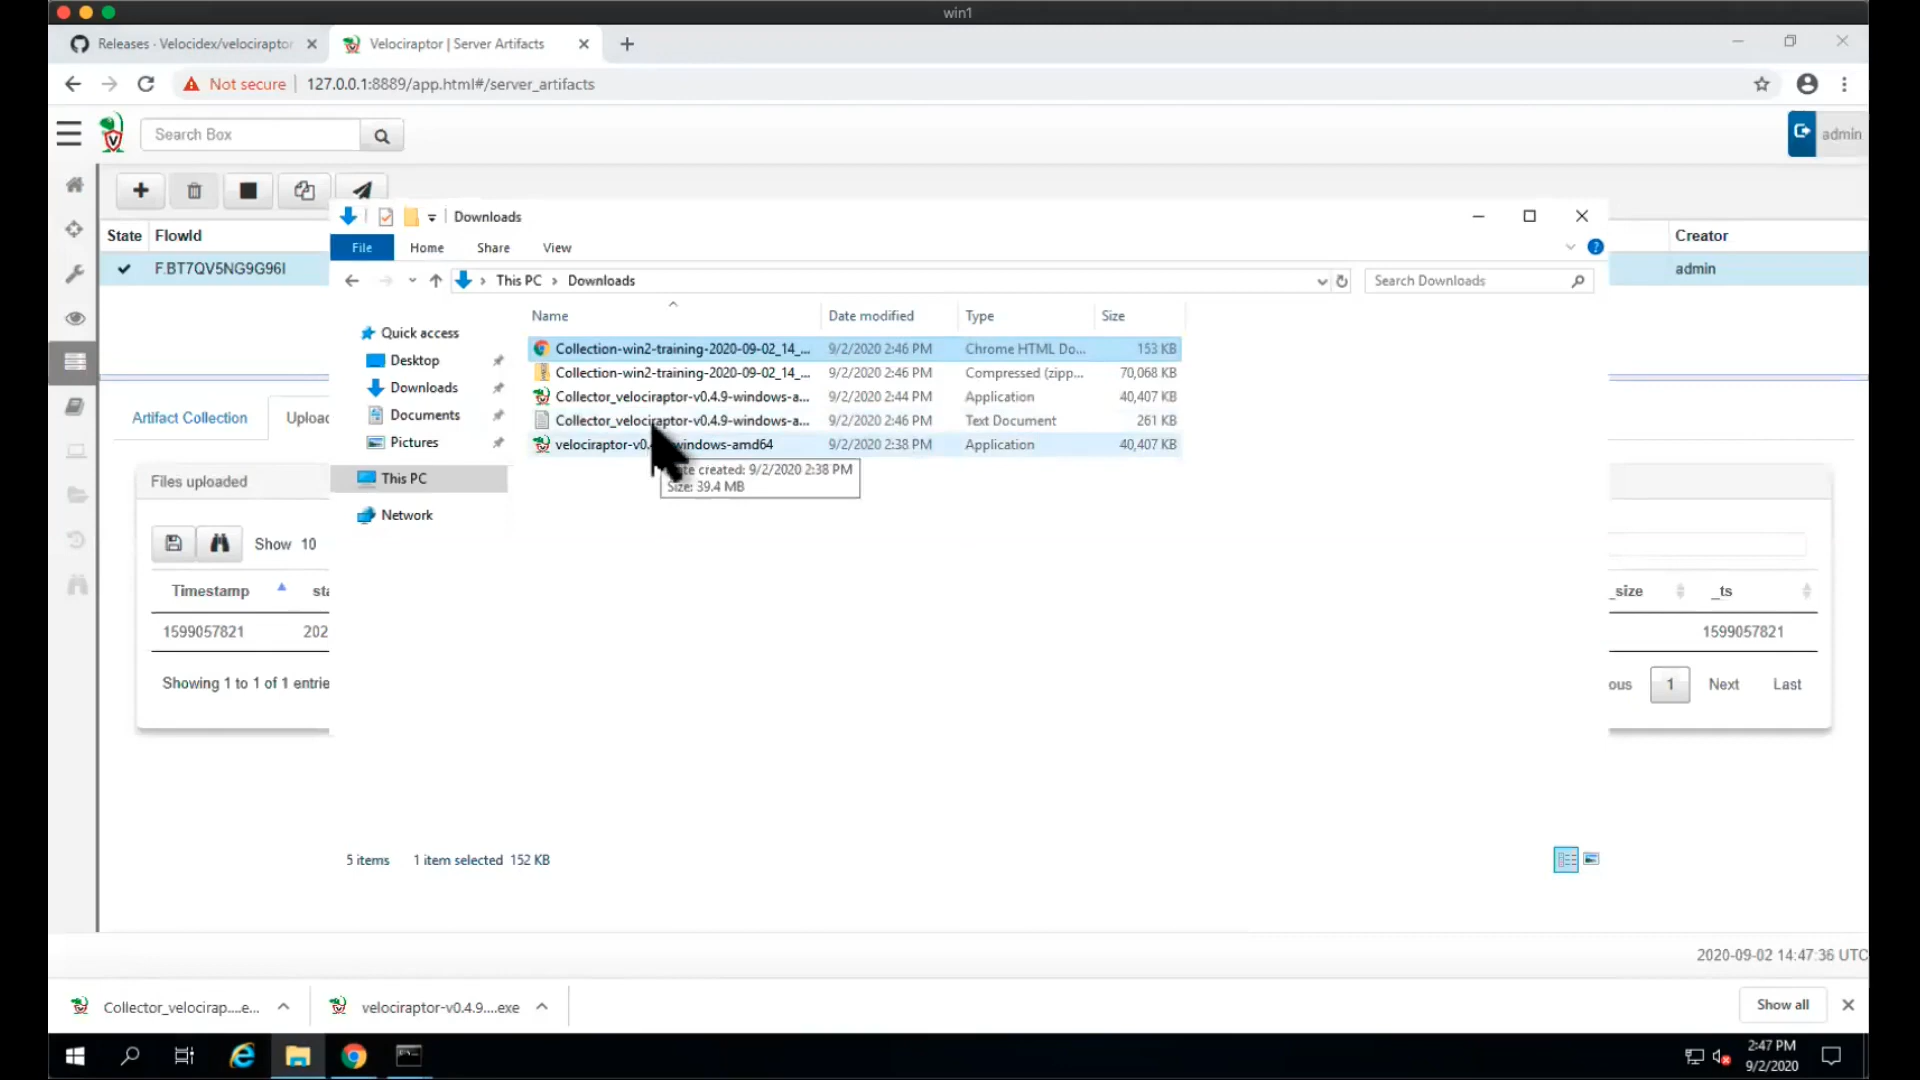 win1
Releases · Velocidex/velociraptor
Velociraptor | Server Artifacts
Not secure
127.0.0.1:8889/app.html#/server_artifacts
Search Box
admin
Downloads
State
FlowId
Creator
File
Home
Share
View
F.BT7QV5NG9G96I
admin
This PC
Downloads
Search Downloads
Name
Date modified
Type
Size
Quick access
Collection-win2-training-2020-09-02_14_... 9/2/2020 2:46 PM Chrome HTML Do... 153 KB
Desktop
Collection-win2-training-2020-09-02_14_... 9/2/2020 2:46 PM Compressed (zipp... 70,068 KB
Downloads
Collector_velociraptor-v0.4.9-windows-a... 9/2/2020 2:44 PM Application 40,407 KB
Documents
Collector_velociraptor-v0.4.9-windows-a... 9/2/2020 2:46 PM Text Document 261 KB
Artifact Collection
Uploac
Pictures
velociraptor-v0. windows-amd64 9/2/2020 2:38 PM Application 40,407 KB
te created: 9/2/2020 2:38 PM
Size: 39.4 MB
Files uploaded
This PC
Network
Show 10
Timestamp
sta
_size
_ts
1599057821
202
1599057821
Showing 1 to 1 of 1 entrie
ous
1
Next
Last
5 items
1 item selected 152 KB
2020-09-02 14:47:36 UTC
Collector_velocirap....e...
velociraptor-v0.4.9....exe
Show all
2:47 PM
9/2/2020